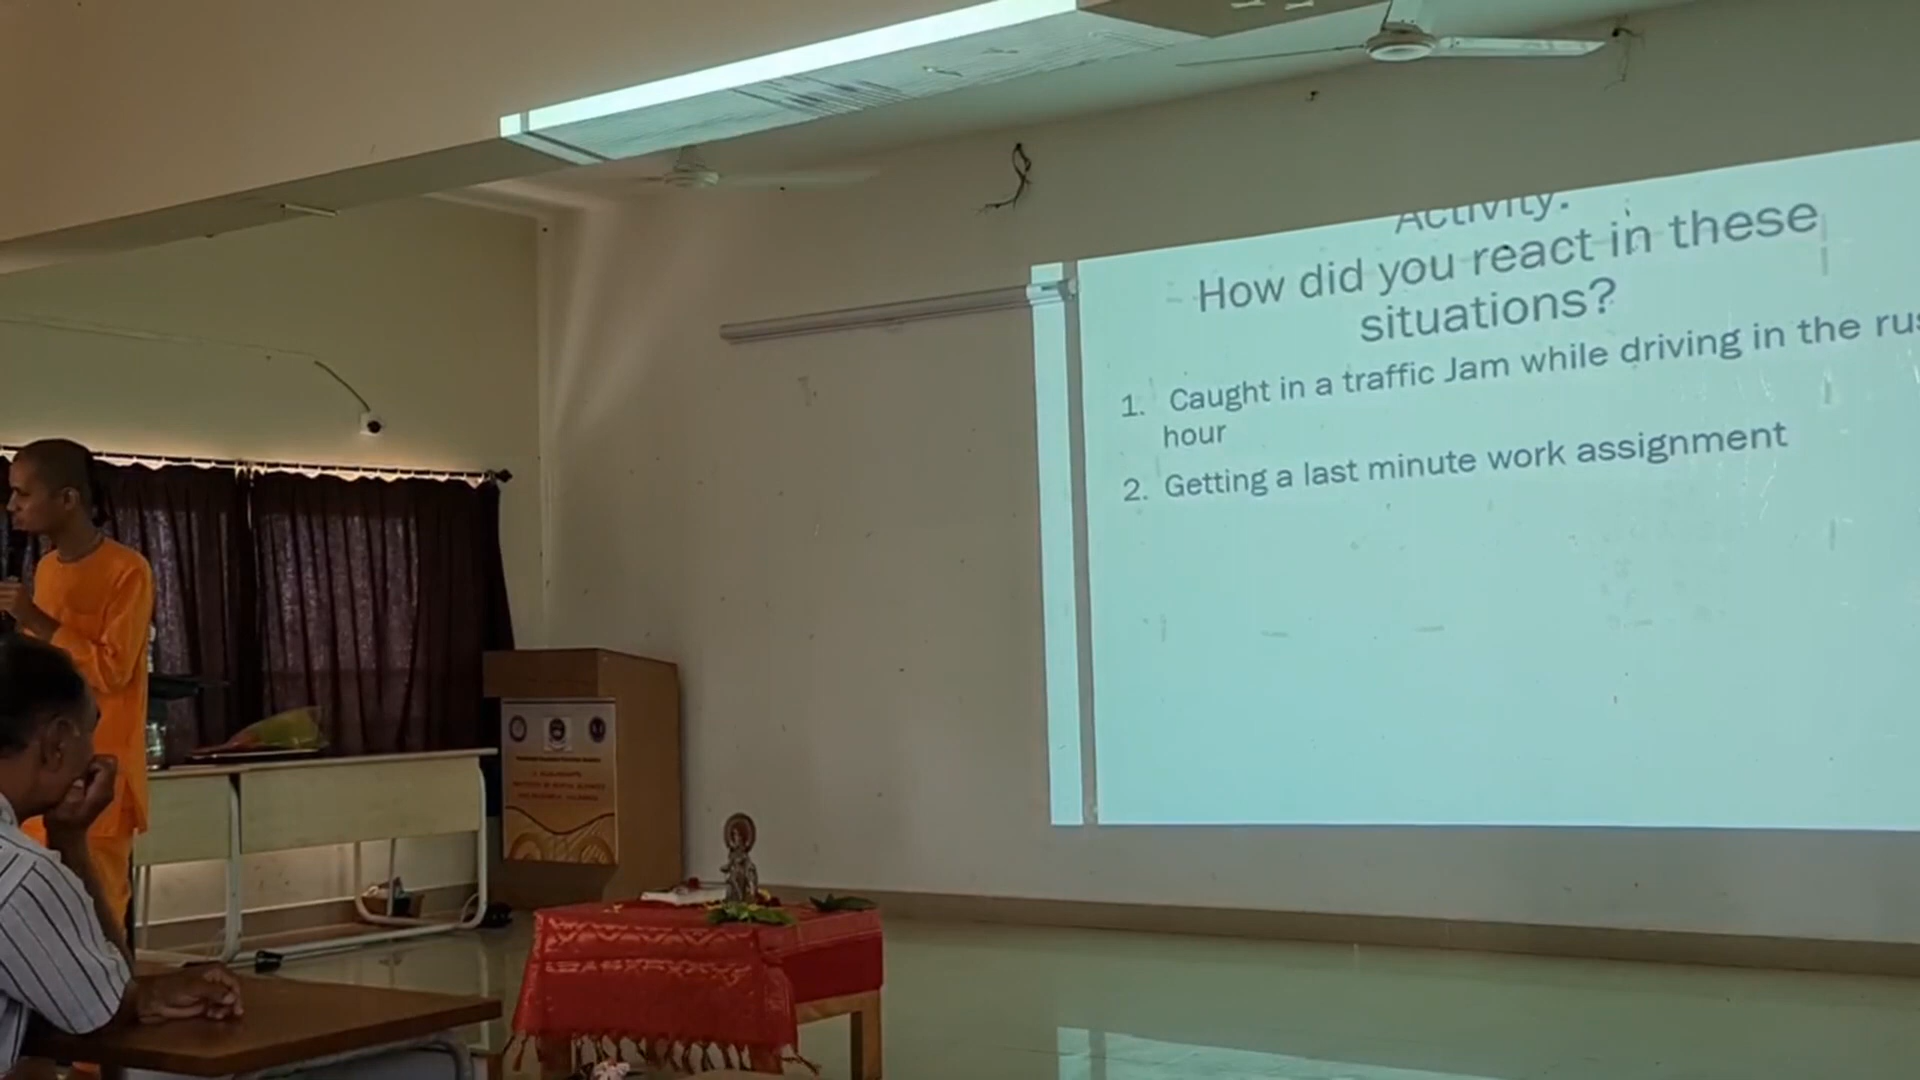 Activity:
How did you react in these
situations?
1. Caught in a traffic Jam while driving in the rus
hour
2. Getting a last minute work assignment